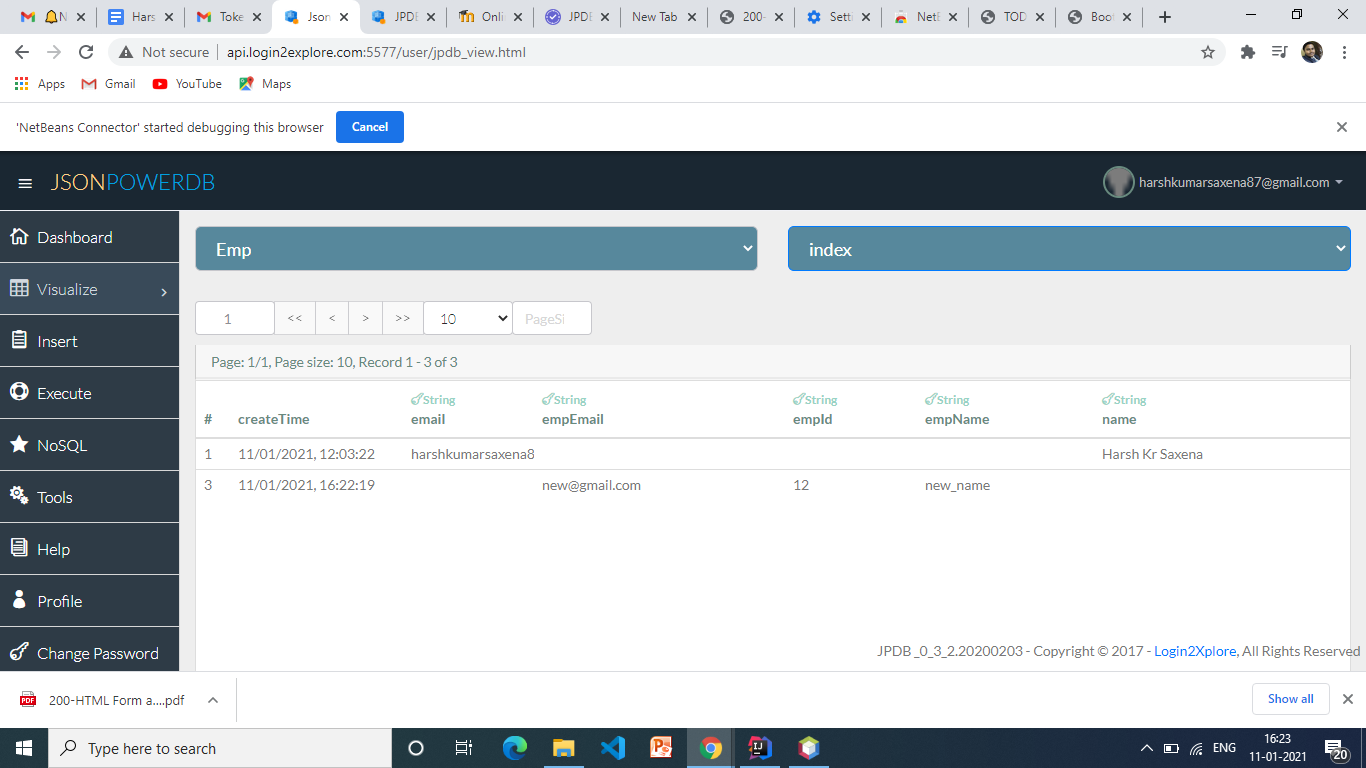 N
Hars
Toke
Json
JPDE
Onlin
JPDE
New Tab
200-
Setti
NetB
TOD
Boot
Not secure
api.login2explore.com:5577/user/jpdb_view.html
Apps
Gmail
YouTube
Maps
'NetBeans Connector' started debugging this browser
Cancel
JSONPOWERDB
harshkumarsaxena87@gmail.com
Dashboard
Visualize
Insert
Execute
NoSQL
Tools
Help
Profile
Change Password
Emp
index
1 << < > >> 10 PageSi
Page: 1/1, Page size: 10, Record 1 - 3 of 3
String String String String String
# createTime email empEmail empId empName name
1 11/01/2021, 12:03:22 harshkumarsaxena8 Harsh Kr Saxena
3 11/01/2021, 16:22:19 new@gmail.com 12 new_name
JPDB _0_3_2.20200203 - Copyright © 2017 - Login2Xplore, All Rights Reserved
PDF
200-HTML Form a....pdf
Show all
Type here to search
ENG
16:23
11-01-2021
20